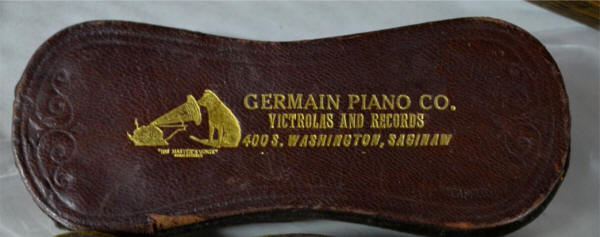 GERMAIN PIANO CO.
VICTROLAS AND RECORDS
400 S. WASHINGTON, SAGINAW
"HIS MASTER'S VOICE"